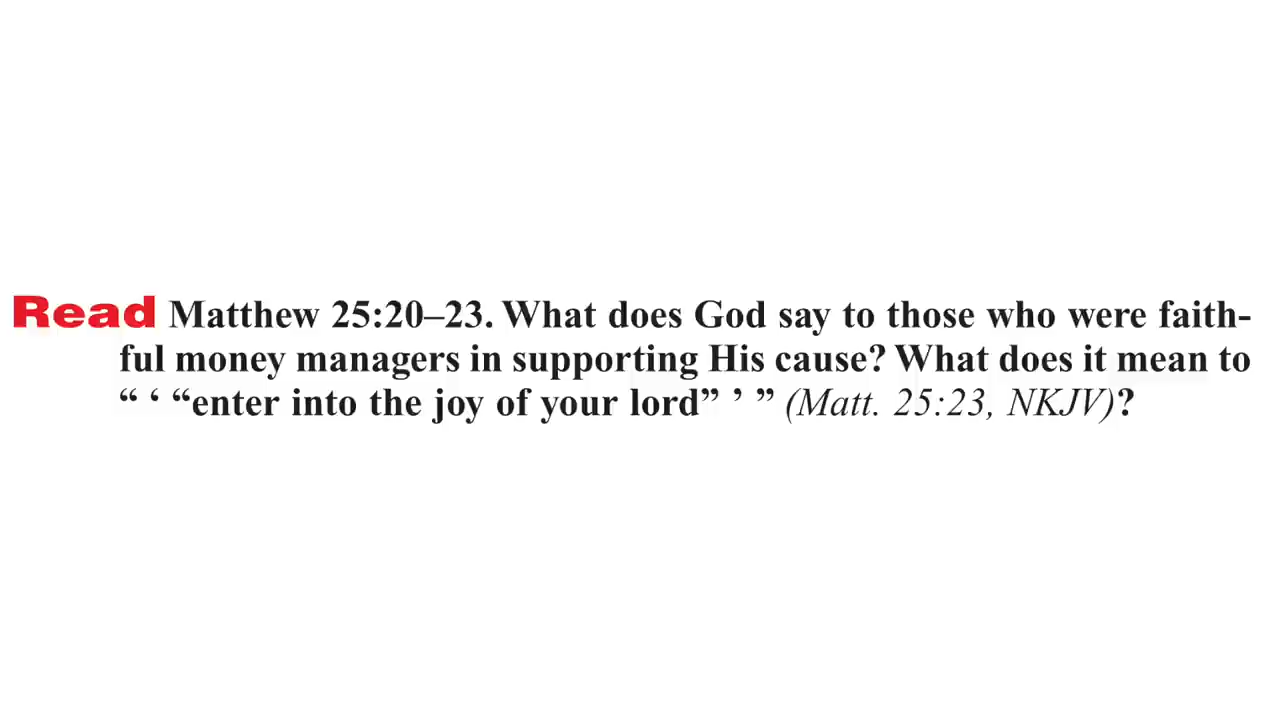 Read Matthew 25:20–23. What does God say to those who were faith-
ful money managers in supporting His cause? What does it mean to
“ ‘ “enter into the joy of your lord” ’ ” (Matt. 25:23, NKJV)?